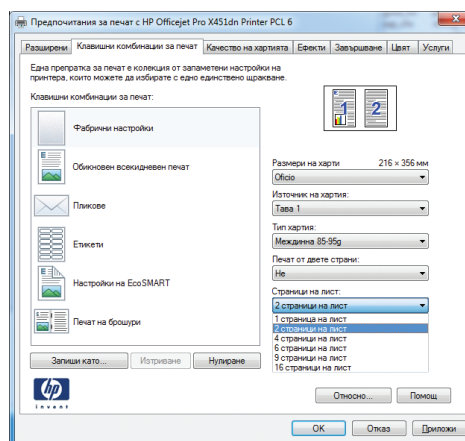 Предпочитания за печат с HP Officejet Pro X451dn Printer PCL 6
Разширени
Клавишни комбинации за печат
Качество на хартията
Ефекти
Завършване
Цвят
Услуги
Една препратка за печат е колекция от запаметени настройки на
принтера, които можете да избирате с едно единствено щракване.
Клавишни комбинации за печат:
Фабрични настройки
Обикновен всекидневен печат
Пликове
Етикети
Настройки на EcoSMART
Печат на брошури
Запиши като...
Изтриване
Нулиране
1 2
Размери на харти 216 × 356 мм
Oficio
Източник на хартия:
Тава 1
Тип хартия:
Междинна 85-95g
Печат от двете страни:
Не
Страници на лист:
2 страници на лист
1 страница на лист
2 страници на лист
4 страници на лист
6 страници на лист
9 страници на лист
16 страници на лист
hp
invent
Относно...
Помощ
OK
Отказ
Приложи